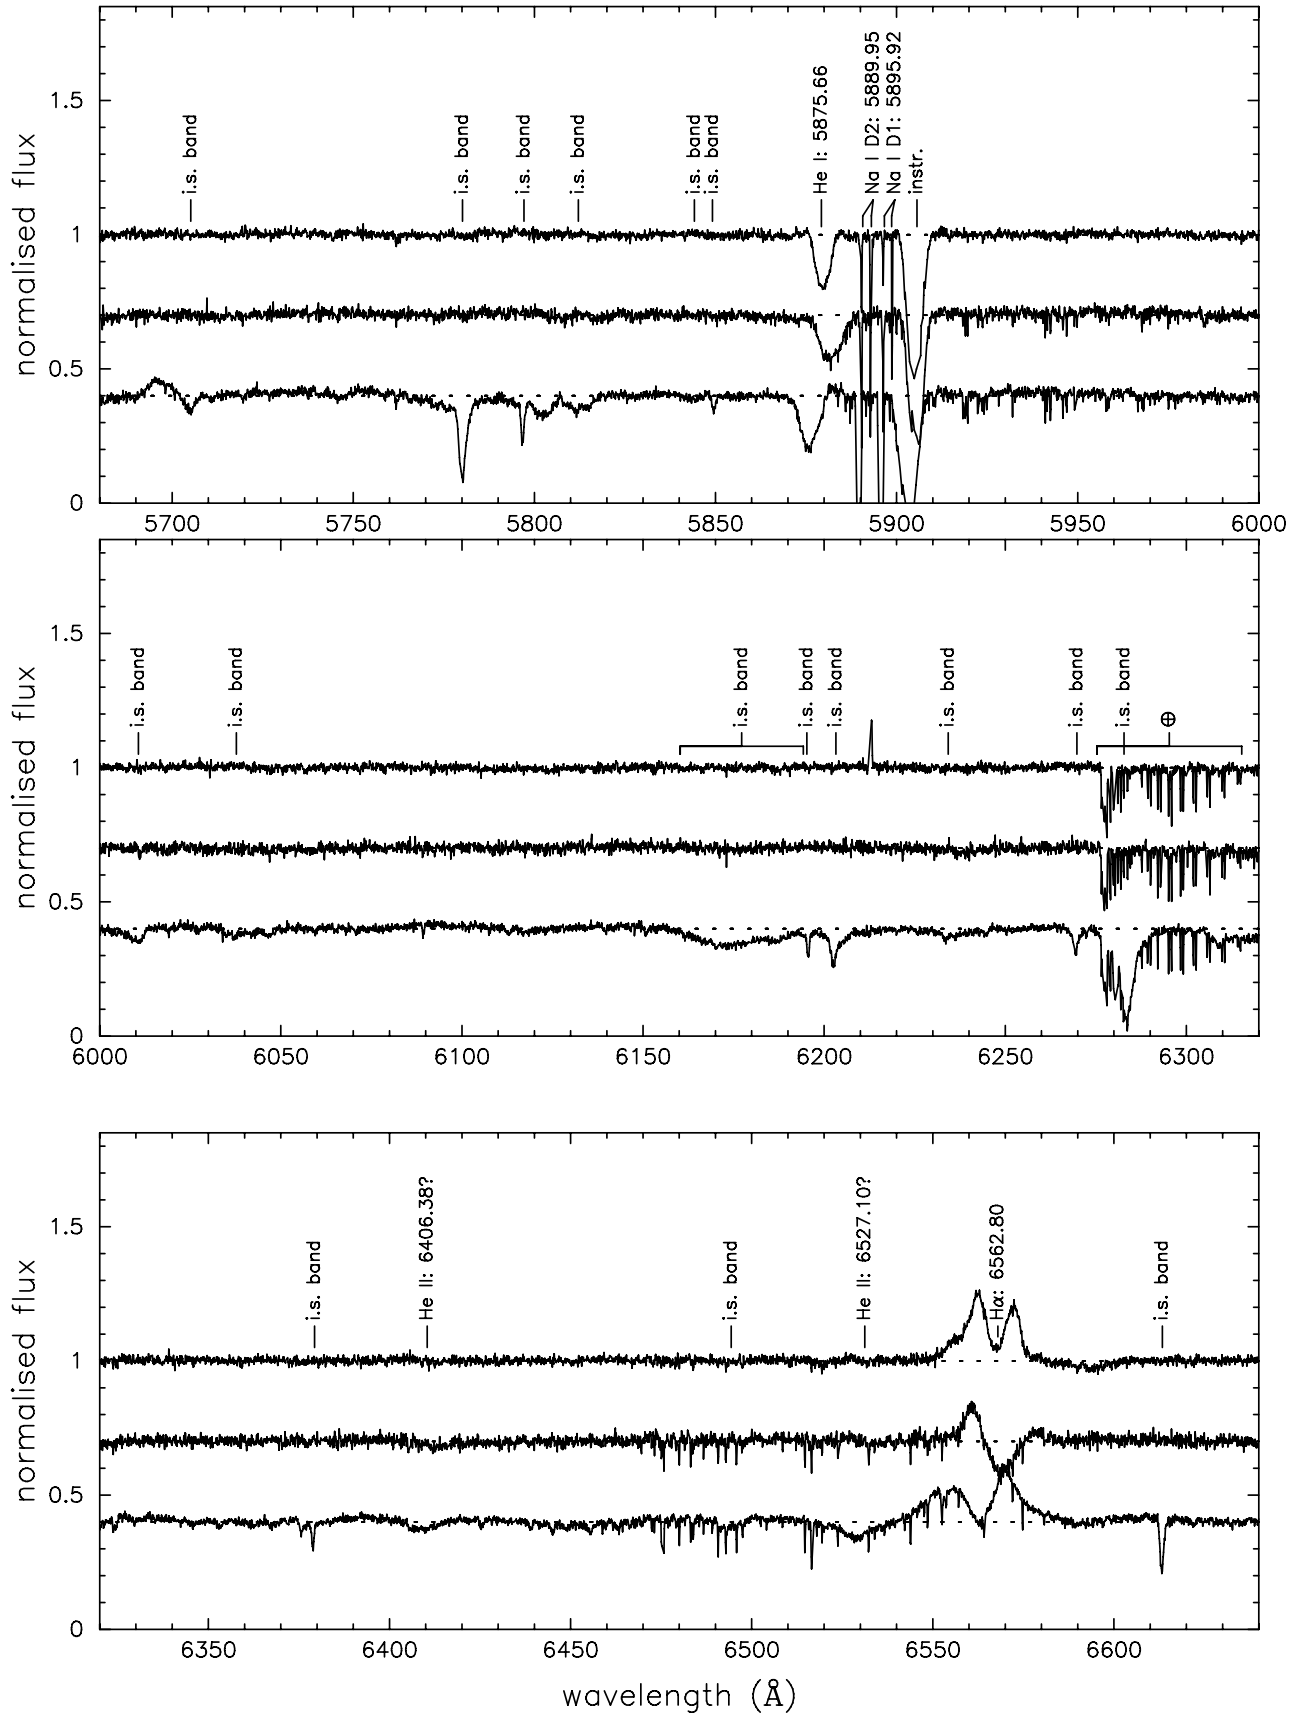 normalised flux
1.5
1
0.5
0
i.s. band
i.s. band
i.s. band
i.s. band
i.s. band
i.s. band
He I: 5875.66
Na I D2: 5889.95
Na I D1: 5895.92
instr.
5700
5750
5800
5850
5900
5950
6000
normalised flux
1.5
1
0.5
0
i.s. band
i.s. band
i.s. band
i.s. band
i.s. band
i.s. band
i.s. band
i.s. band
⊕
6000
6050
6100
6150
6200
6250
6300
normalised flux
1.5
1
0.5
0
i.s. band
He II: 6406.38?
i.s. band
He II: 6527.10?
Hα: 6562.80
i.s. band
6350
6400
6450
6500
6550
6600
wavelength (Å)